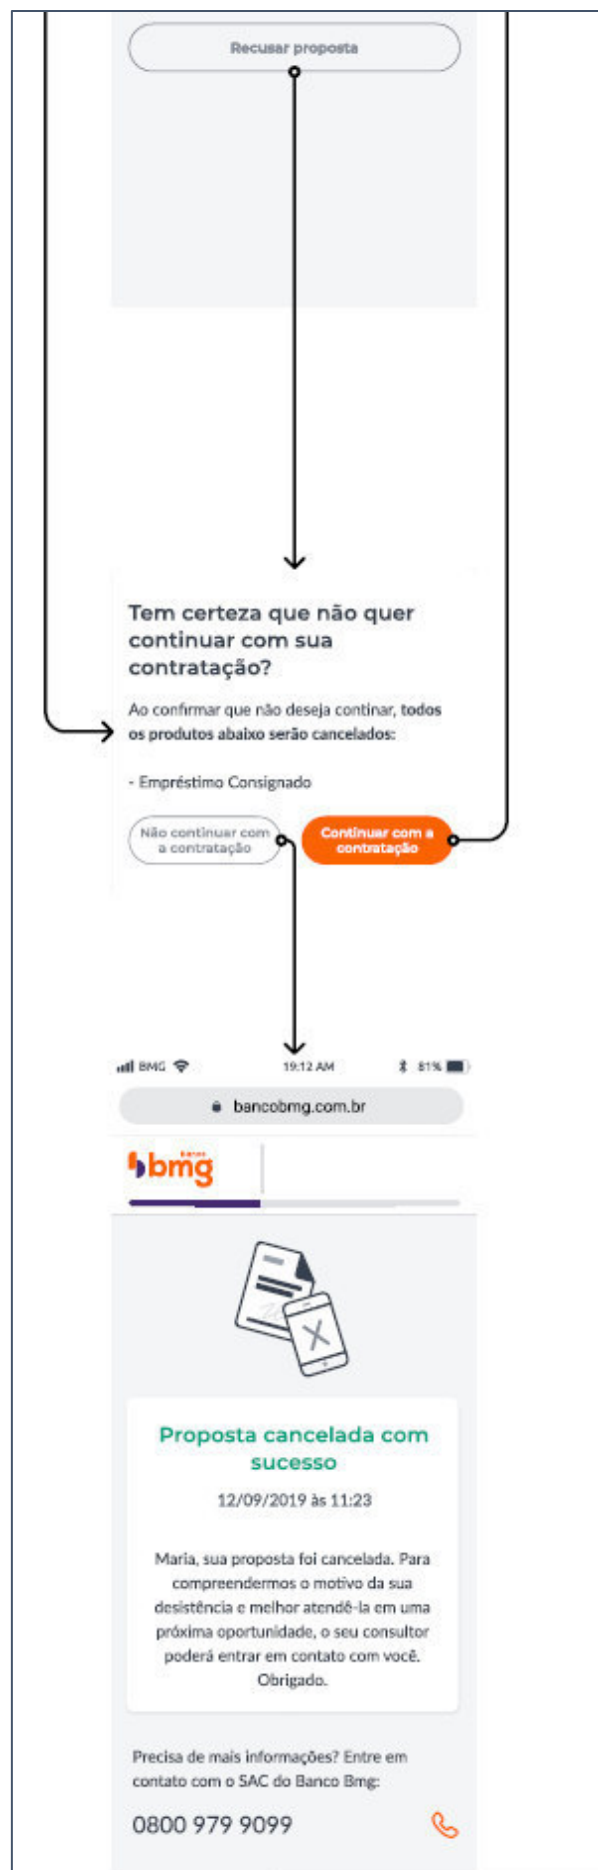 Recusar proposta
Tem certeza que não quer
continuar com sua
contratação?
Ao confirmar que não deseja continar, todos
os produtos abaixo serão cancelados:
- Empréstimo Consignado
Não continuar com
a contratação
Continuar com a
contratação
BMG 19:12 AM 81%
bancobmg.com.br
banco
bmg
Proposta cancelada com
sucesso
12/09/2019 às 11:23
Maria, sua proposta foi cancelada. Para
compreendermos o motivo da sua
desistência e melhor atendê-la em uma
próxima oportunidade, o seu consultor
poderá entrar em contato com você.
Obrigado.
Precisa de mais informações? Entre em
contato com o SAC do Banco Bmg:
0800 979 9099